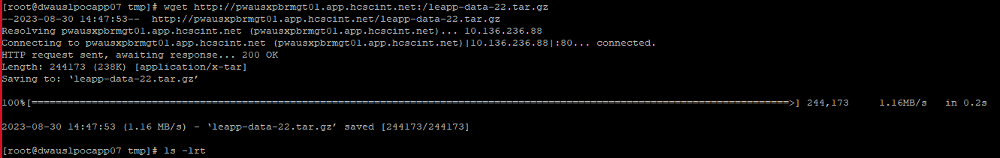 [root@dwauslpocapp07 tmp]# wget http://pwausxpbrmgt01.app.hcscint.net:/leapp-data-22.tar.gz
--2023-08-30 14:47:53--  http://pwausxpbrmgt01.app.hcscint.net/leapp-data-22.tar.gz
Resolving pwausxpbrmgt01.app.hcscint.net (pwausxpbrmgt01.app.hcscint.net)... 10.136.236.88
Connecting to pwausxpbrmgt01.app.hcscint.net (pwausxpbrmgt01.app.hcscint.net)|10.136.236.88|:80... connected.
HTTP request sent, awaiting response... 200 OK
Length: 244173 (238K) [application/x-tar]
Saving to: ‘leapp-data-22.tar.gz’
100%[==============================================================================================================================>] 244,173     1.16MB/s   in 0.2s
2023-08-30 14:47:53 (1.16 MB/s) - ‘leapp-data-22.tar.gz’ saved [244173/244173]
[root@dwauslpocapp07 tmp]# ls -lrt